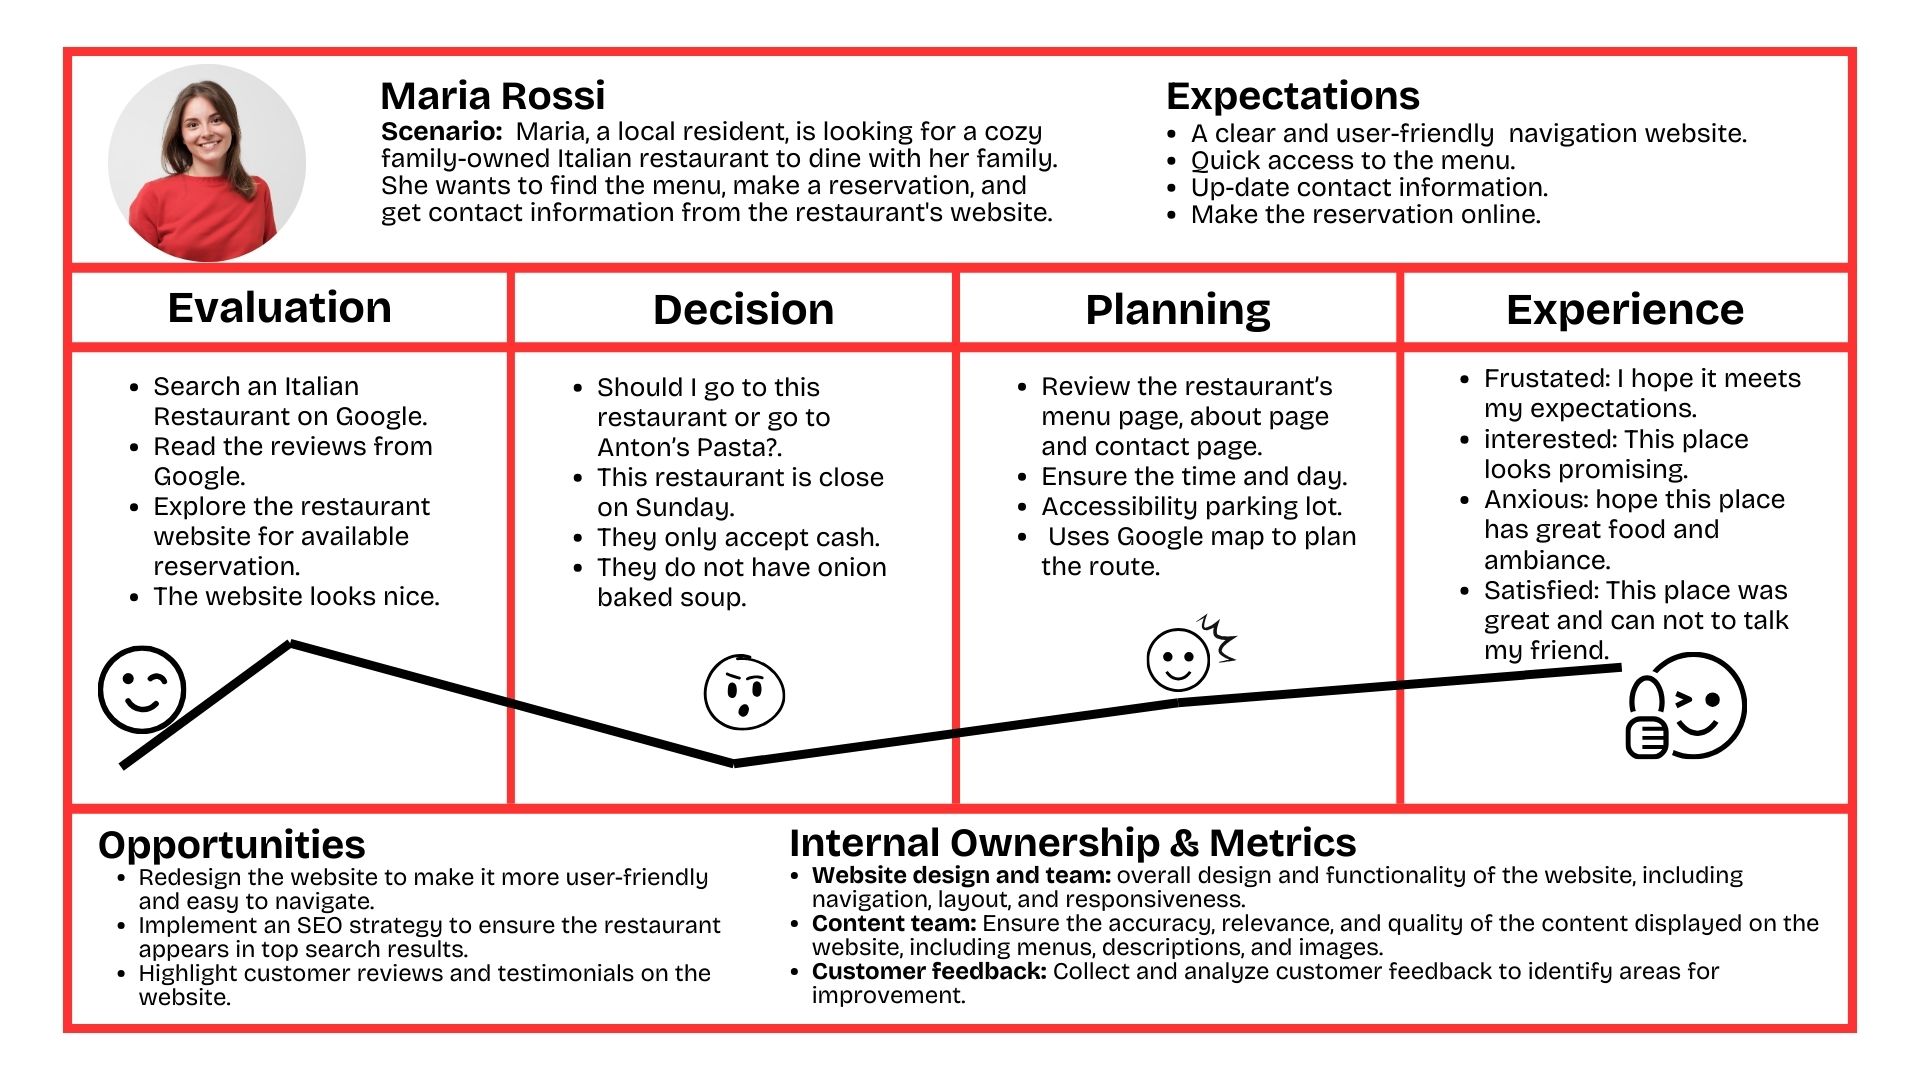 Maria Rossi
Scenario:  Maria, a local resident, is looking for a cozy
family-owned Italian restaurant to dine with her family.
She wants to find the menu, make a reservation, and
get contact information from the restaurant's website.
Expectations
• A clear and user-friendly  navigation website.
• Quick access to the menu.
• Up-date contact information.
• Make the reservation online.
Evaluation
• Search an Italian
Restaurant on Google.
• Read the reviews from
Google.
• Explore the restaurant
website for available
reservation.
• The website looks nice.
Decision
• Should I go to this
restaurant or go to
Anton’s Pasta?.
• This restaurant is close
on Sunday.
• They only accept cash.
• They do not have onion
baked soup.
Planning
• Review the restaurant’s
menu page, about page
and contact page.
• Ensure the time and day.
• Accessibility parking lot.
•  Uses Google map to plan
the route.
Experience
• Frustated: I hope it meets
my expectations.
• interested: This place
looks promising.
• Anxious: hope this place
has great food and
ambiance.
• Satisfied: This place was
great and can not to talk
my friend.
Opportunities
• Redesign the website to make it more user-friendly
and easy to navigate.
• Implement an SEO strategy to ensure the restaurant
appears in top search results.
• Highlight customer reviews and testimonials on the
website.
Internal Ownership & Metrics
• Website design and team: overall design and functionality of the website, including
navigation, layout, and responsiveness.
• Content team: Ensure the accuracy, relevance, and quality of the content displayed on the
website, including menus, descriptions, and images.
• Customer feedback: Collect and analyze customer feedback to identify areas for
improvement.